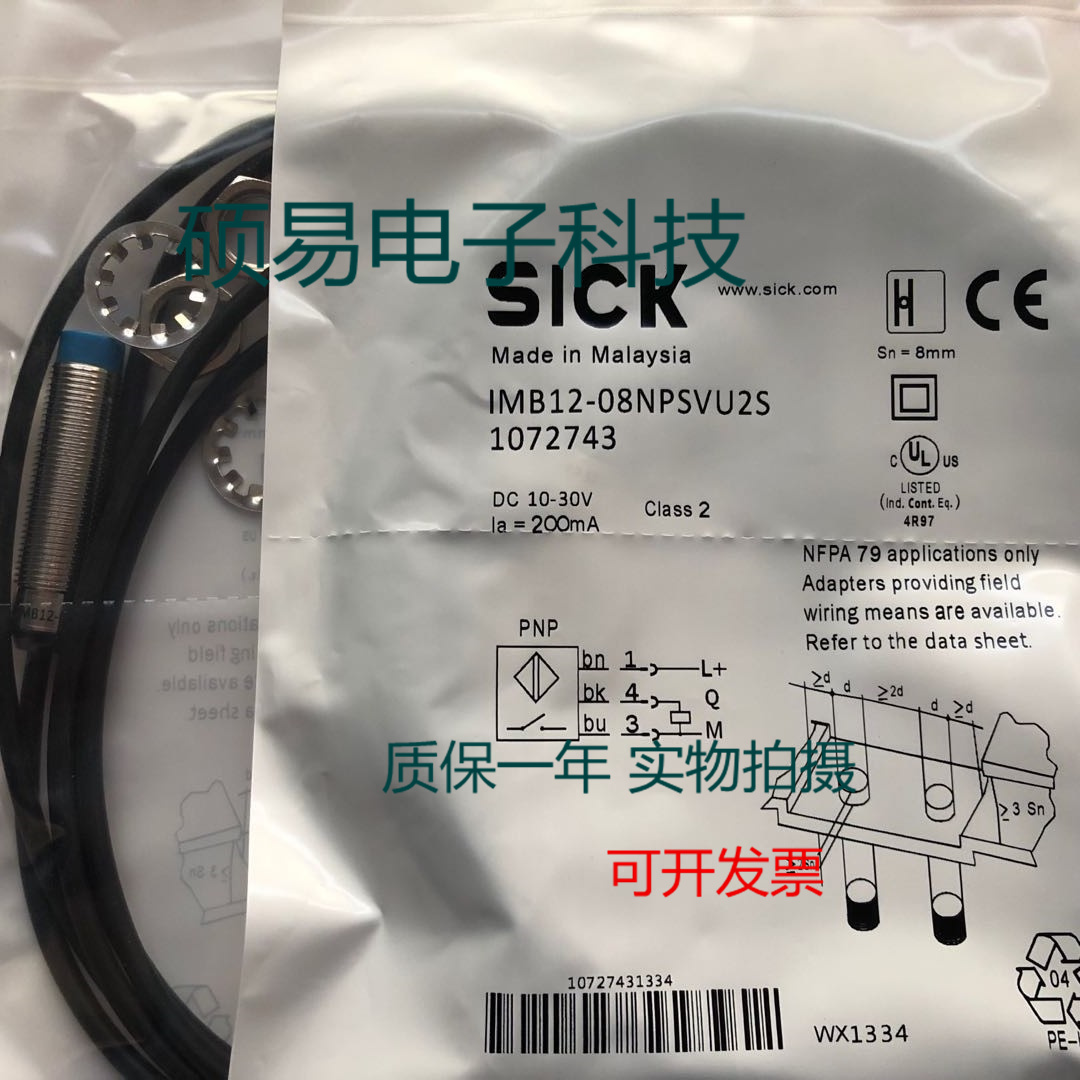 硕易电子科技
SICK
www.sick.com
Made in Malaysia
Sn = 8mm
IMB12-08NPSVU2S
1072743
C UL US
LISTED
(Ind. Cont. Eq.)
4R97
DC 10-30V
Class 2
Ia = 200mA
NFPA 79 applications only
Adapters providing field
wiring means are available.
Refer to the data sheet.
PNP
bn 1 L+
bk 4 Q
bu 3 M
≥d d ≥2d d ≥d
≥3 Sn
质保一年 实物拍摄
可开发票
10727431334
WX1334
04